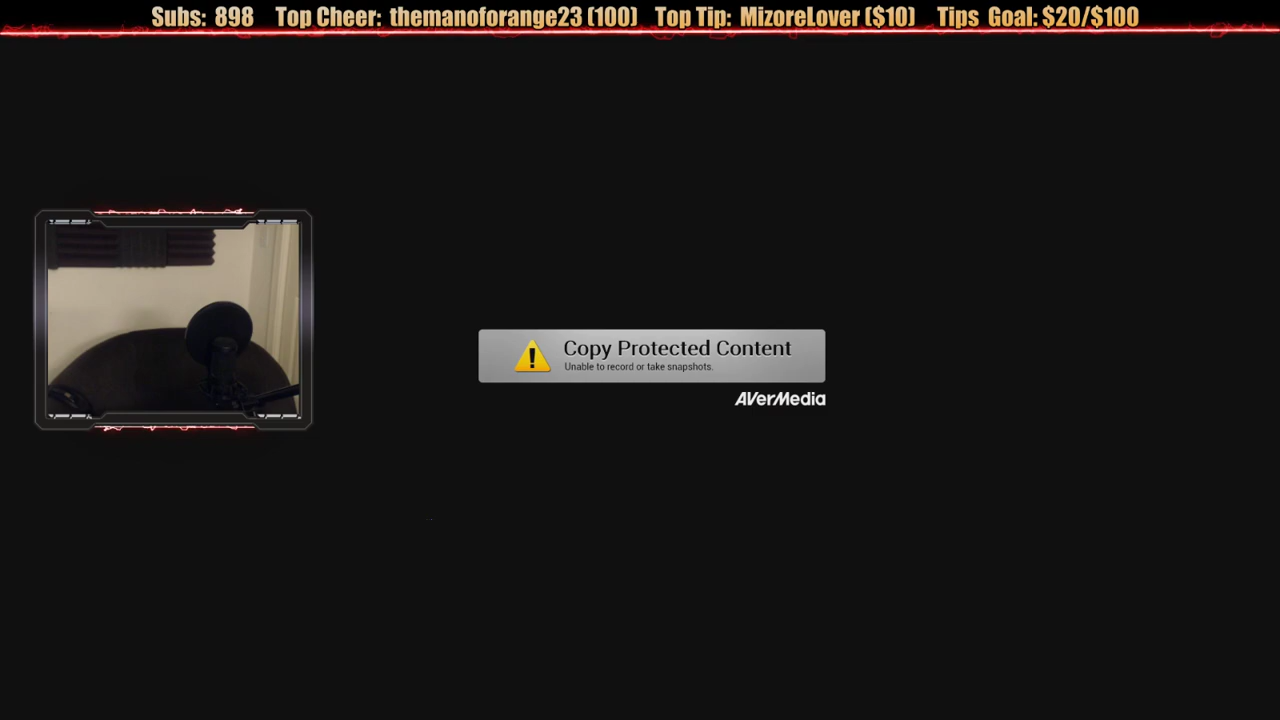 Subs: 898 Top Cheer: themanoforange23 (100) Top Tip: MizoreLover ($10) Tips Goal: $20/$100
Copy Protected Content
Unable to record or take snapshots.
AVerMedia